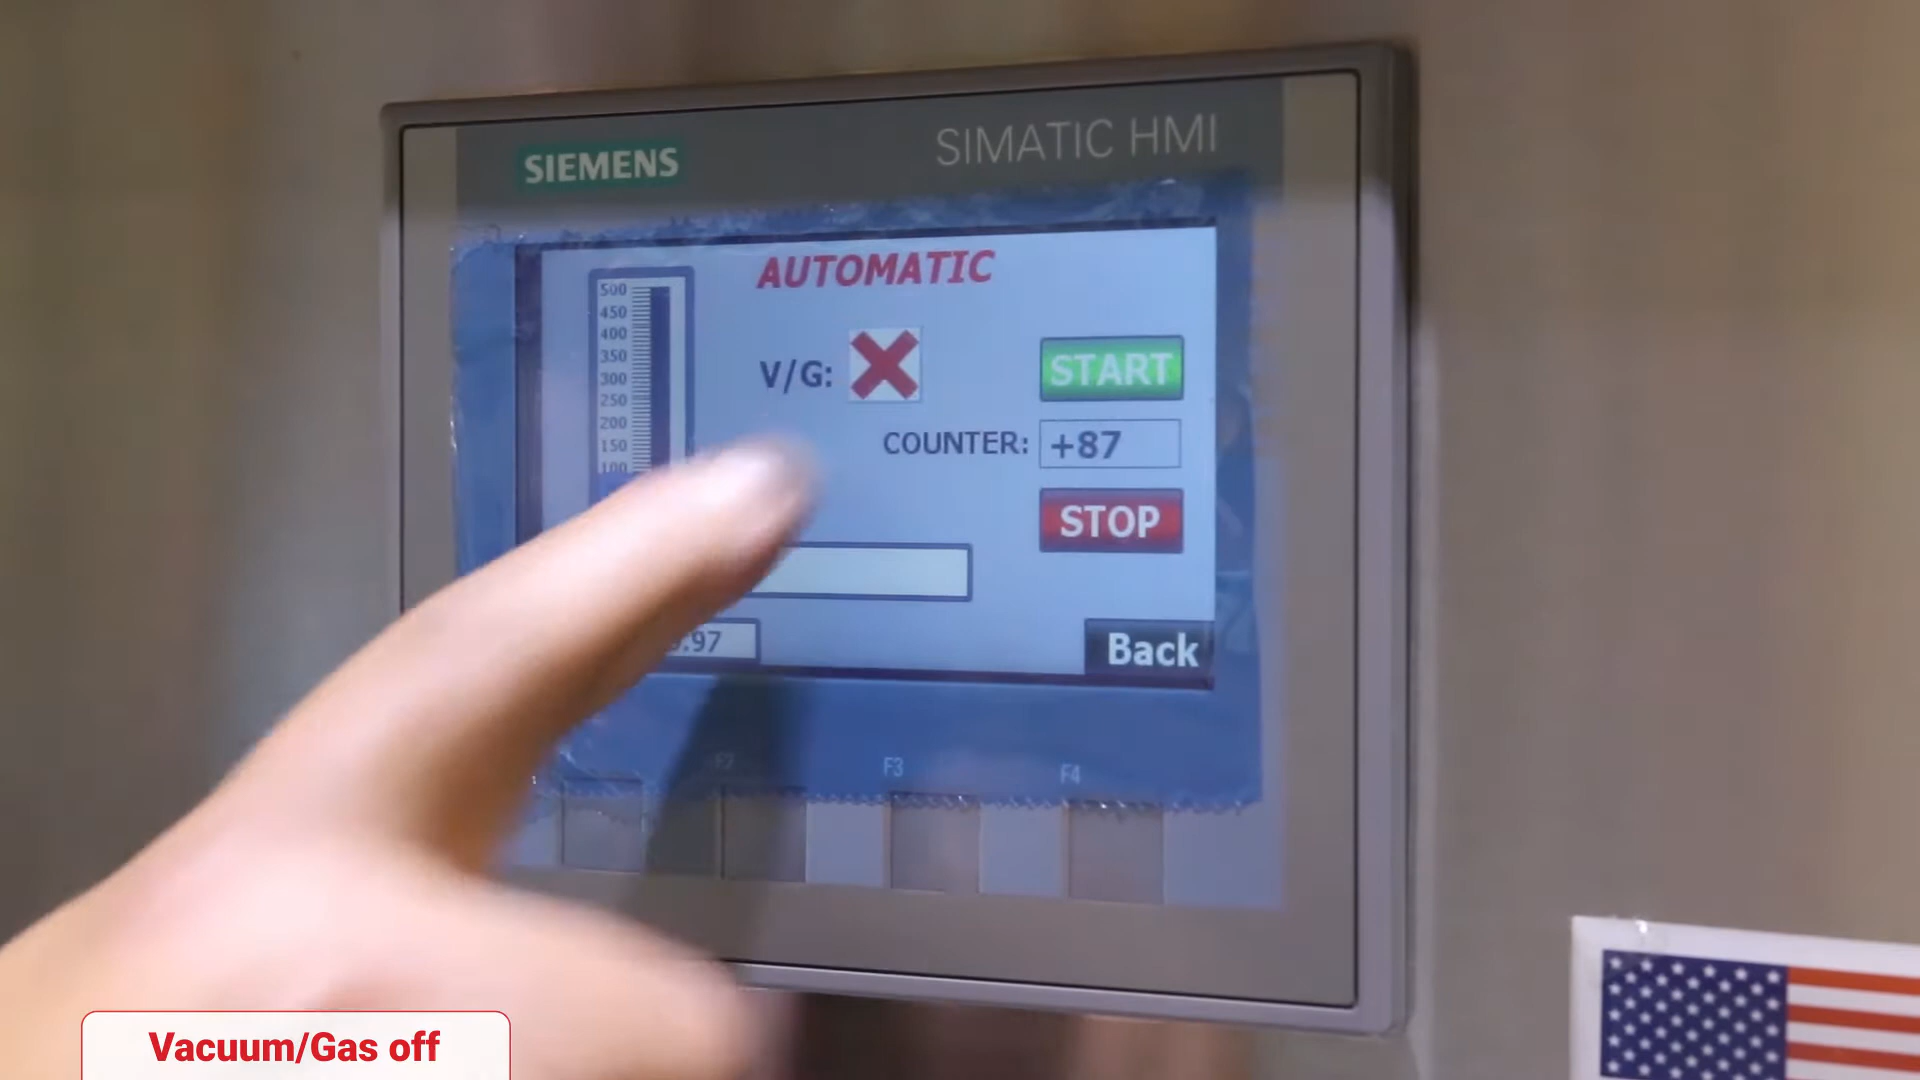 SIEMENS
SIMATIC HMI
AUTOMATIC
500
450
400
350
300
250
200
150
100
V/G:
START
COUNTER: +87
STOP
.97
Back
F2
F3
F4
Vacuum/Gas off